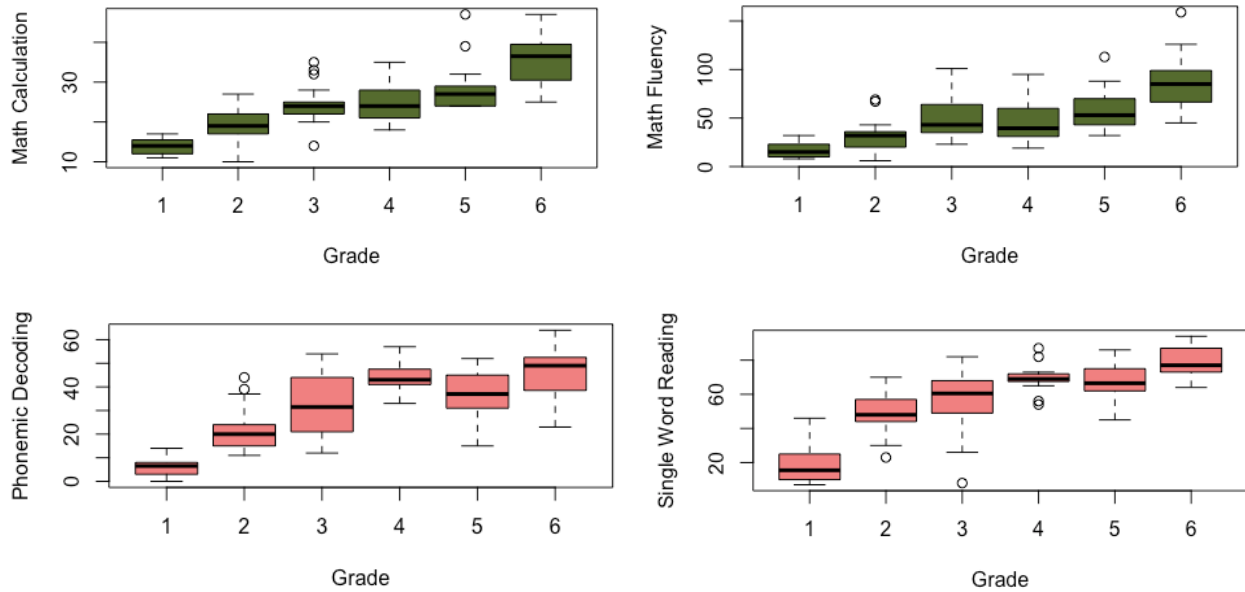 Math Calculation
30
10
1 2 3 4 5 6
Grade
Math Fluency
100
50
0
1 2 3 4 5 6
Grade
Phonemic Decoding
60
40
20
0
1 2 3 4 5 6
Grade
Single Word Reading
60
20
1 2 3 4 5 6
Grade